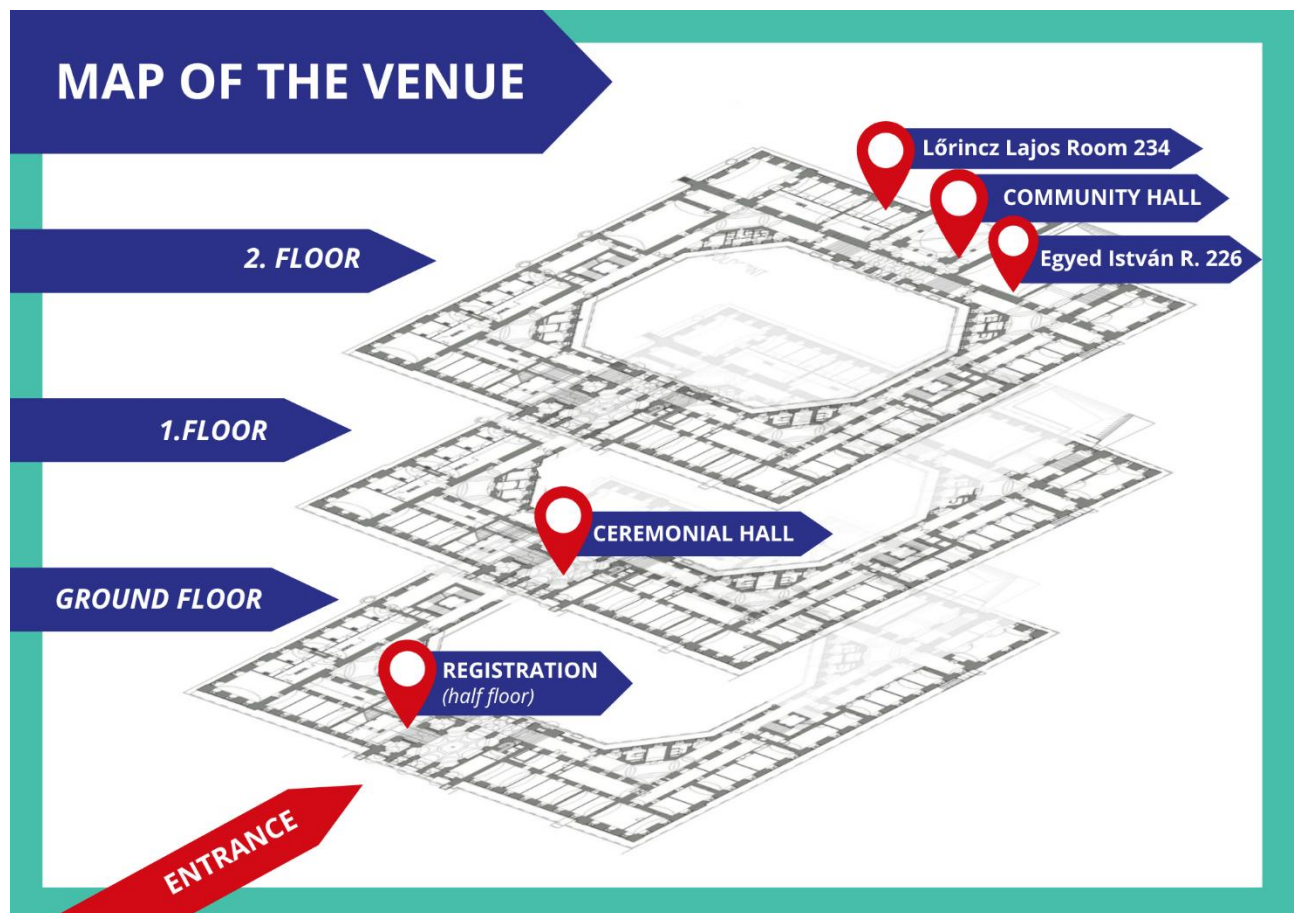 MAP OF THE VENUE
Lőrincz Lajos Room 234
COMMUNITY HALL
Egyed István R. 226
2. FLOOR
1.FLOOR
CEREMONIAL HALL
GROUND FLOOR
REGISTRATION
(half floor)
ENTRANCE